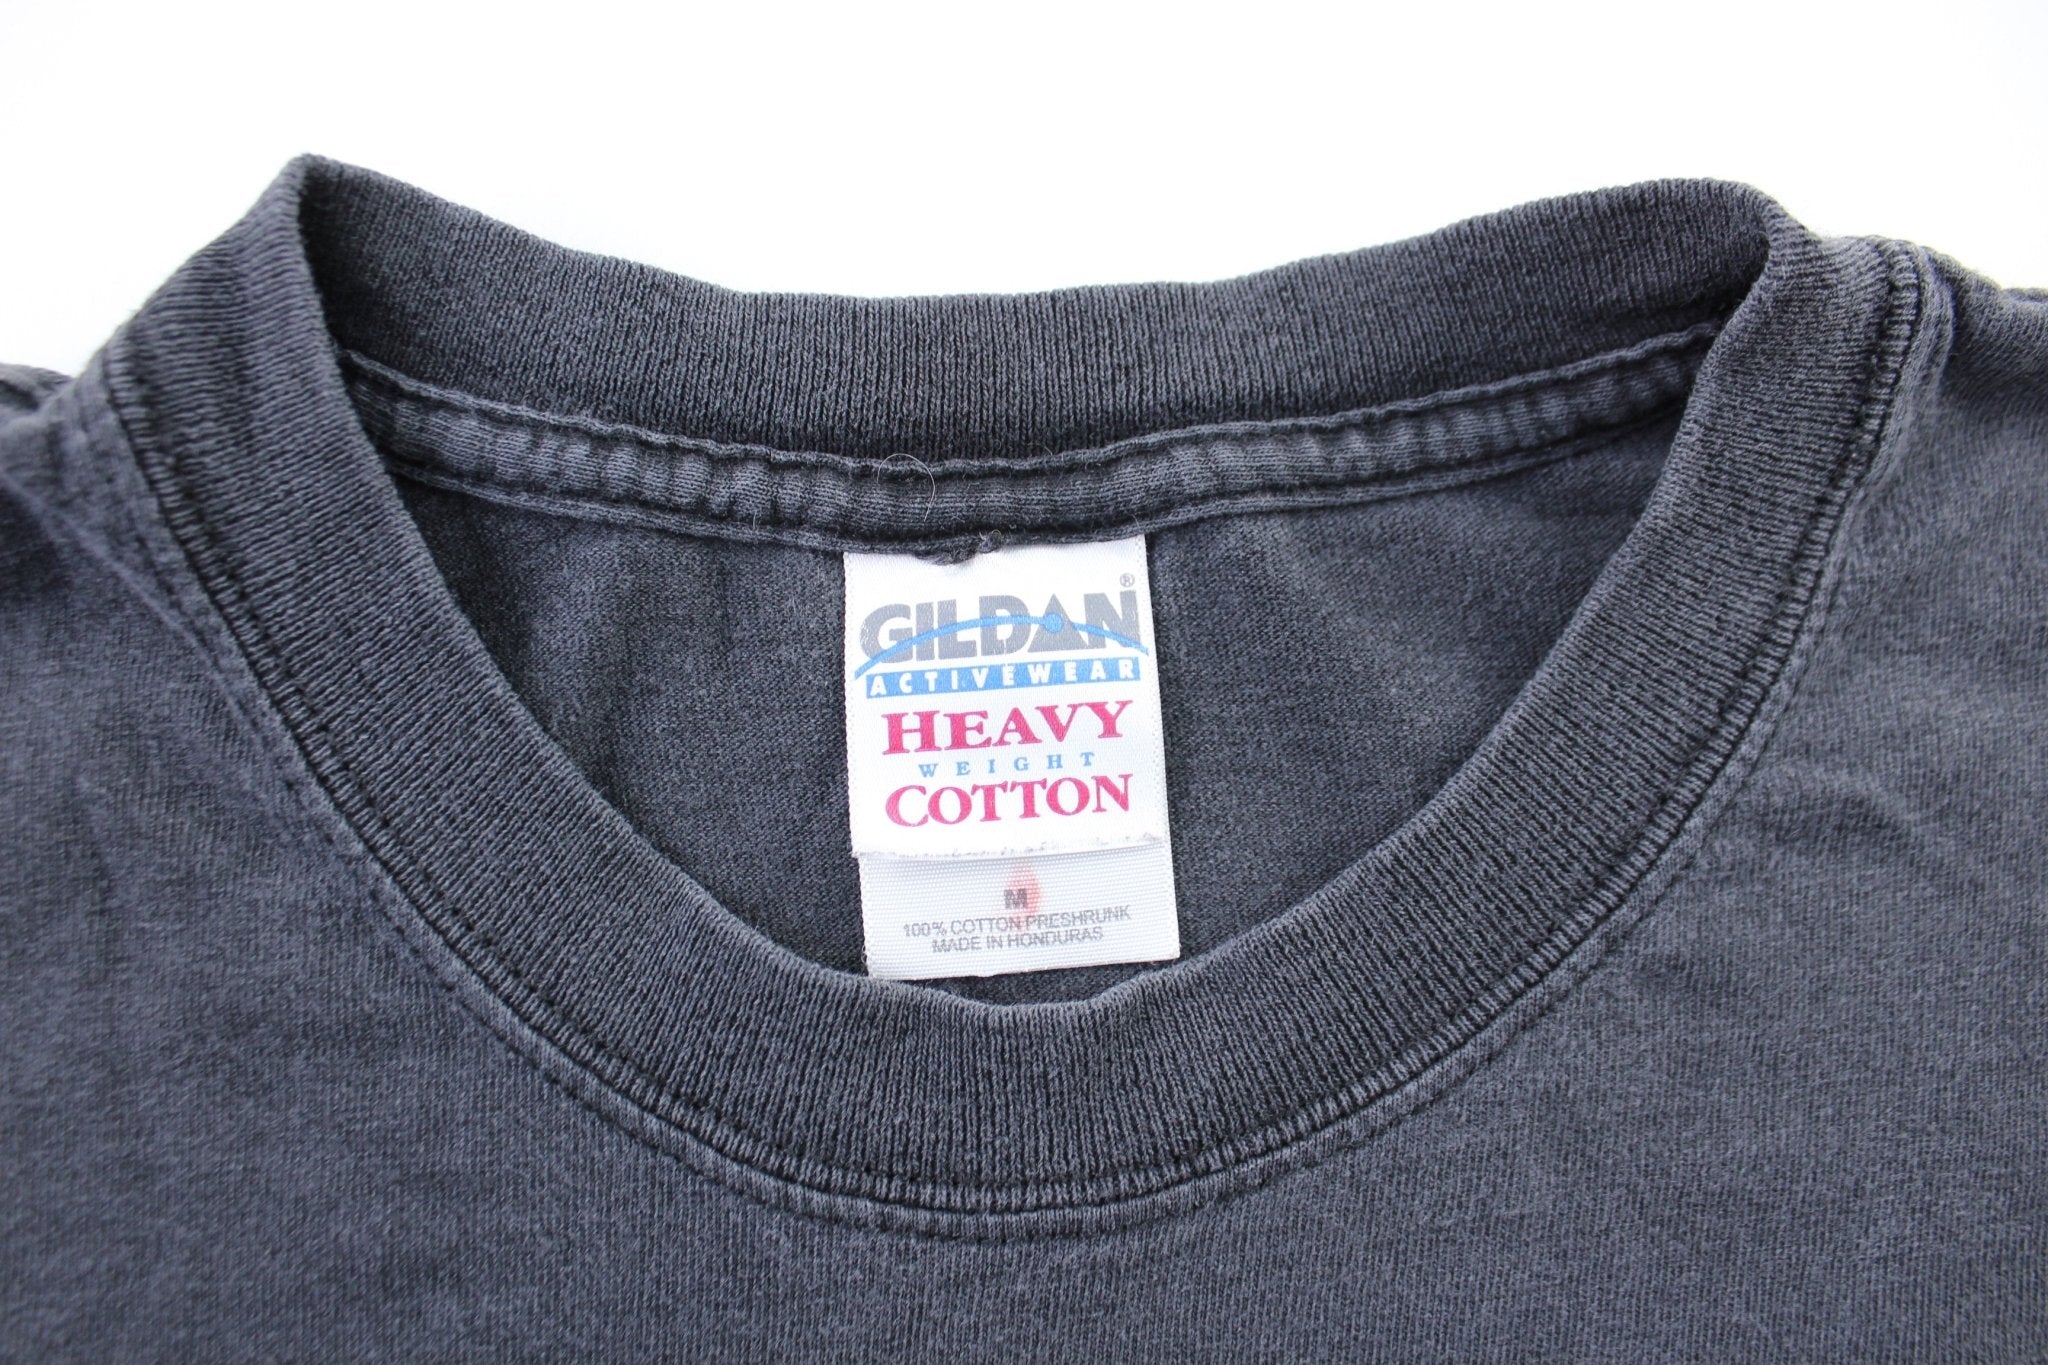 GILDAN®
ACTIVEWEAR
HEAVY
WEIGHT
COTTON
M
100% COTTON PRESHRUNK
MADE IN HONDURAS